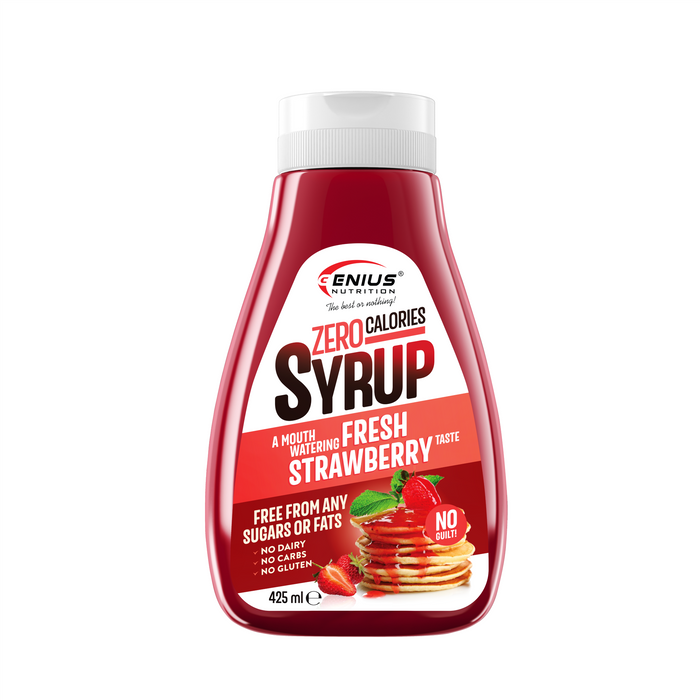 GENIUS®
NUTRITION
The best or nothing!
ZERO CALORIES
SYRUP
A MOUTH
WATERING FRESH
STRAWBERRY TASTE
FREE FROM ANY
SUGARS OR FATS
✓ NO DAIRY
✓ NO CARBS
✓ NO GLUTEN
NO
GUILT!
425 ml ℮